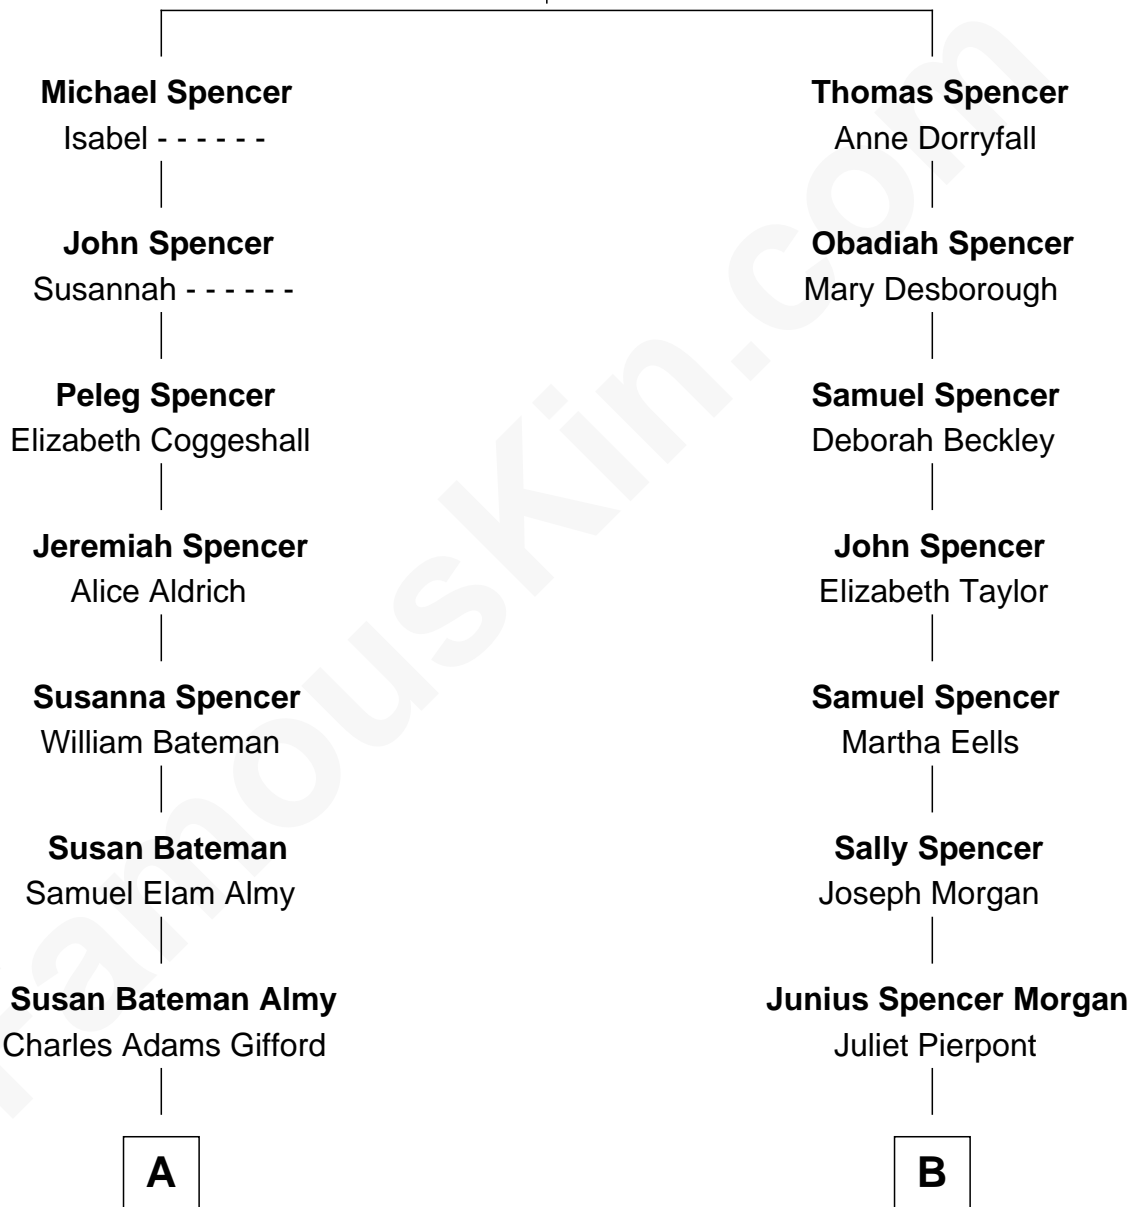 Michael Spencer
Isabel - - - - - -
Thomas Spencer
Anne Dorryfall
John Spencer
Susannah - - - - - -
Obadiah Spencer
Mary Desborough
Peleg Spencer
Elizabeth Coggeshall
Samuel Spencer
Deborah Beckley
Jeremiah Spencer
Alice Aldrich
John Spencer
Elizabeth Taylor
Susanna Spencer
William Bateman
Samuel Spencer
Martha Eells
Susan Bateman
Samuel Elam Almy
Sally Spencer
Joseph Morgan
Susan Bateman Almy
Charles Adams Gifford
Junius Spencer Morgan
Juliet Pierpont
A
B
FamousKin.com